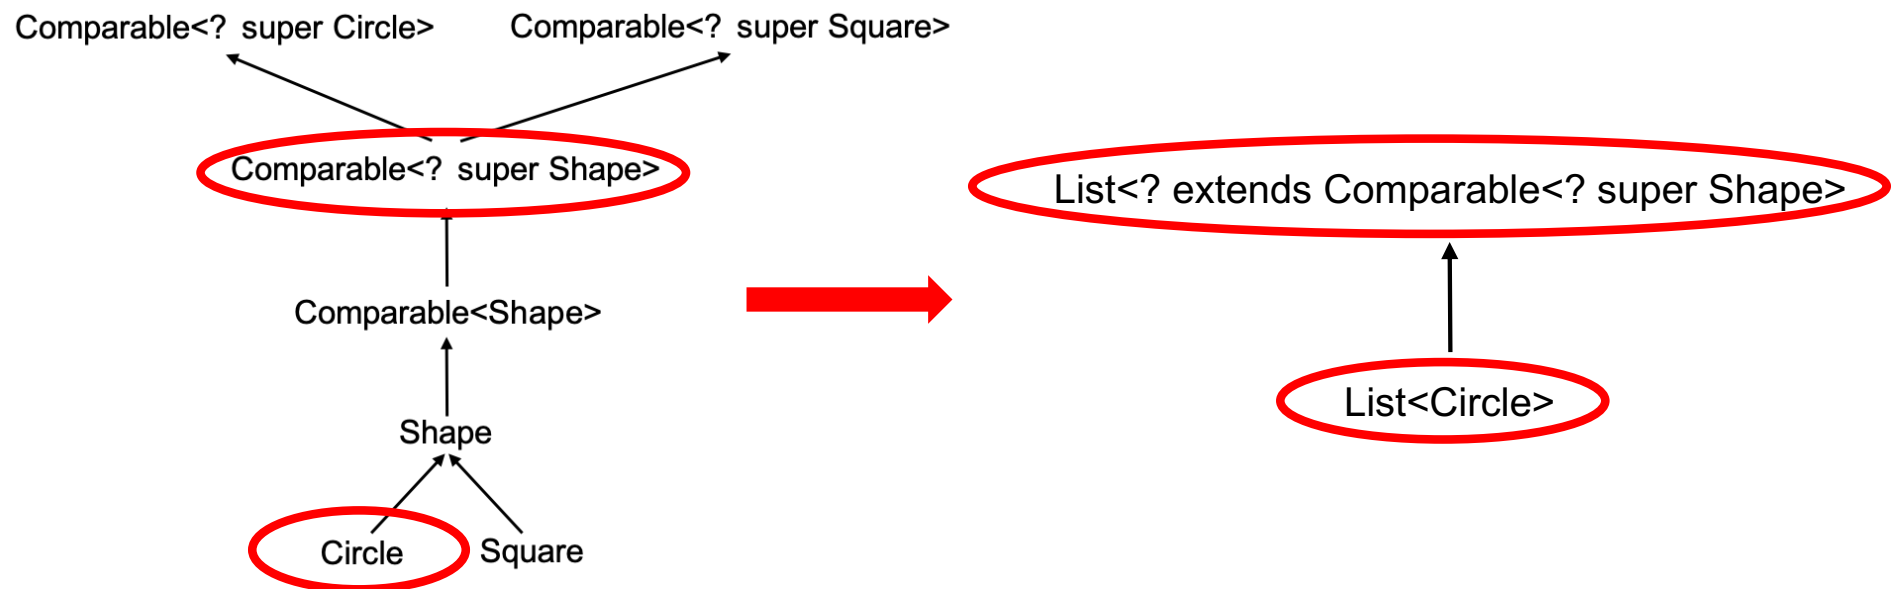 Comparable<? super Circle>
Comparable<? super Square>
Comparable<? super Shape>
List<? extends Comparable<? super Shape>
Comparable<Shape>
List<Circle>
Shape
Circle
Square